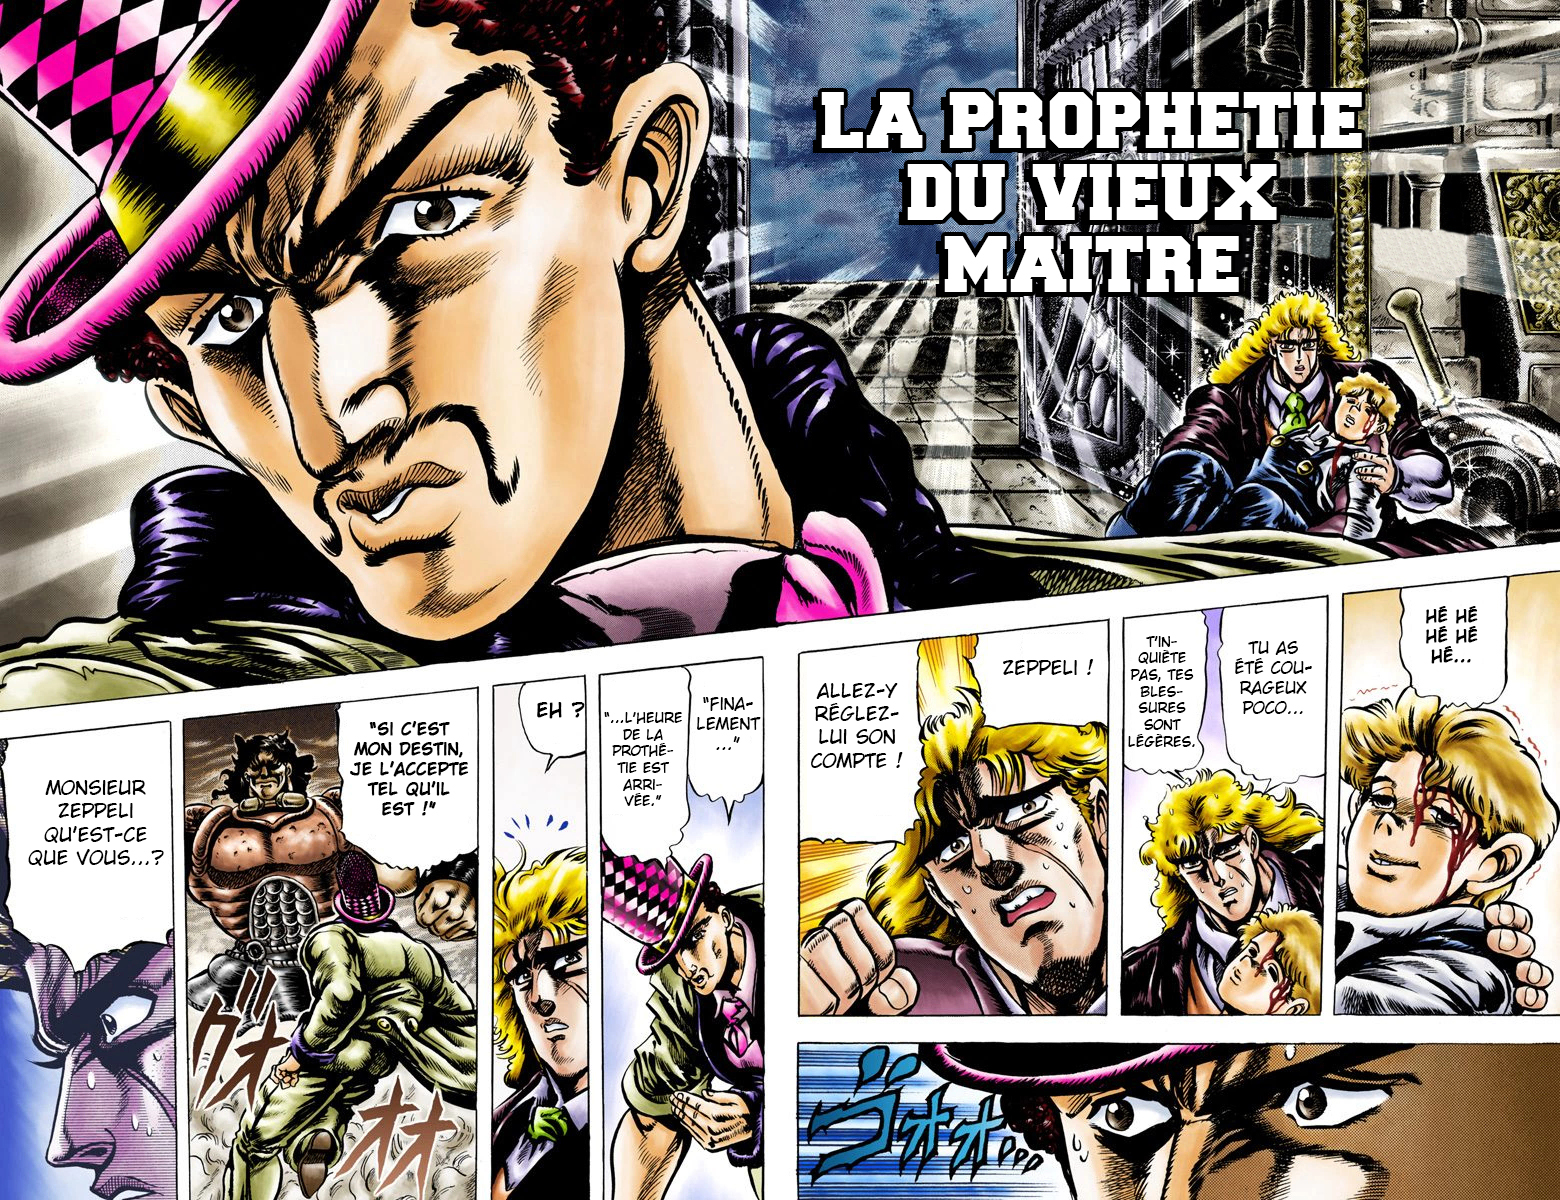 LA PROPHETIE
DU VIEUX
MAITRE
HÉ HÉ
HÉ HÉ
HÉ...
TU AS
ÉTÉ COU-
RAGEUX
POCO...
T'IN-
QUIÈTE
PAS, TES
BLES-
SURES
SONT
LÉGÈRES.
ZEPPELI !
ALLEZ-Y
RÉGLEZ-
LUI SON
COMPTE !
ゴオオオ...
"FINA-
LEMENT
..."
"...L'HEURE
DE LA
PROTHÉ-
TIE EST
ARRI-
VÉE."
EH ?
"SI C'EST
MON DESTIN,
JE L'ACCEPTE
TEL QU'IL
EST !"
グオ
オオ
MONSIEUR
ZEPPELI
QU'EST-CE
QUE VOUS...?